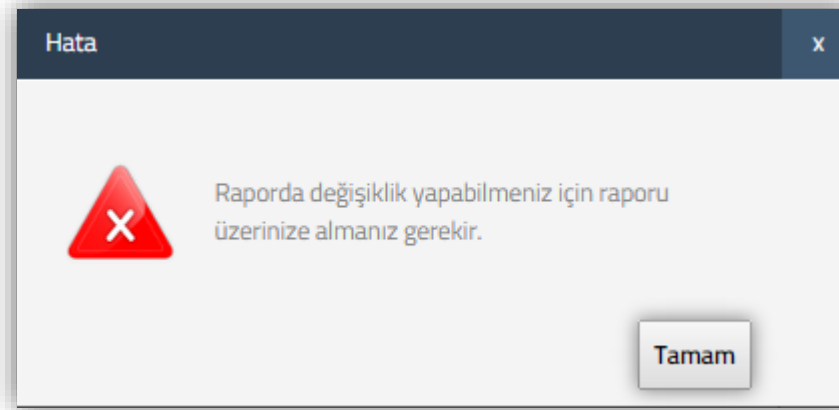 Hata
x
Raporda değişiklik yapabilmeniz için raporu
üzerinize almanız gerekir.
Tamam